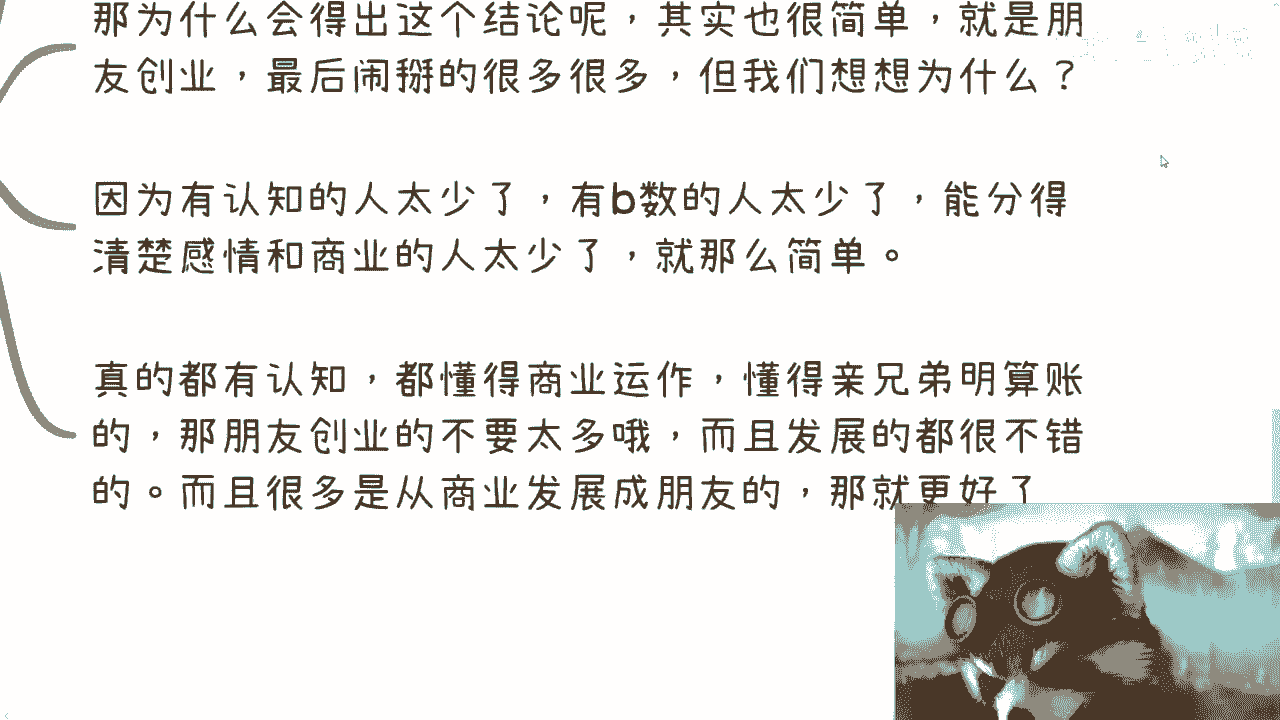 那为什么会得出这个结论呢，其实也很简单，就是朋
友创业，最后闹掰的很多很多，但我们想想为什么？
因为有认知的人太少了，有b数的人太少了，能分得
清楚感情和商业的人太少了，就那么简单。
真的都有认知，都懂得商业运作，懂得亲兄弟明算账
的，那朋友创业的不要太多哦，而且发展的都很不错
的。而且很多是从商业发展成朋友的，那就更好了